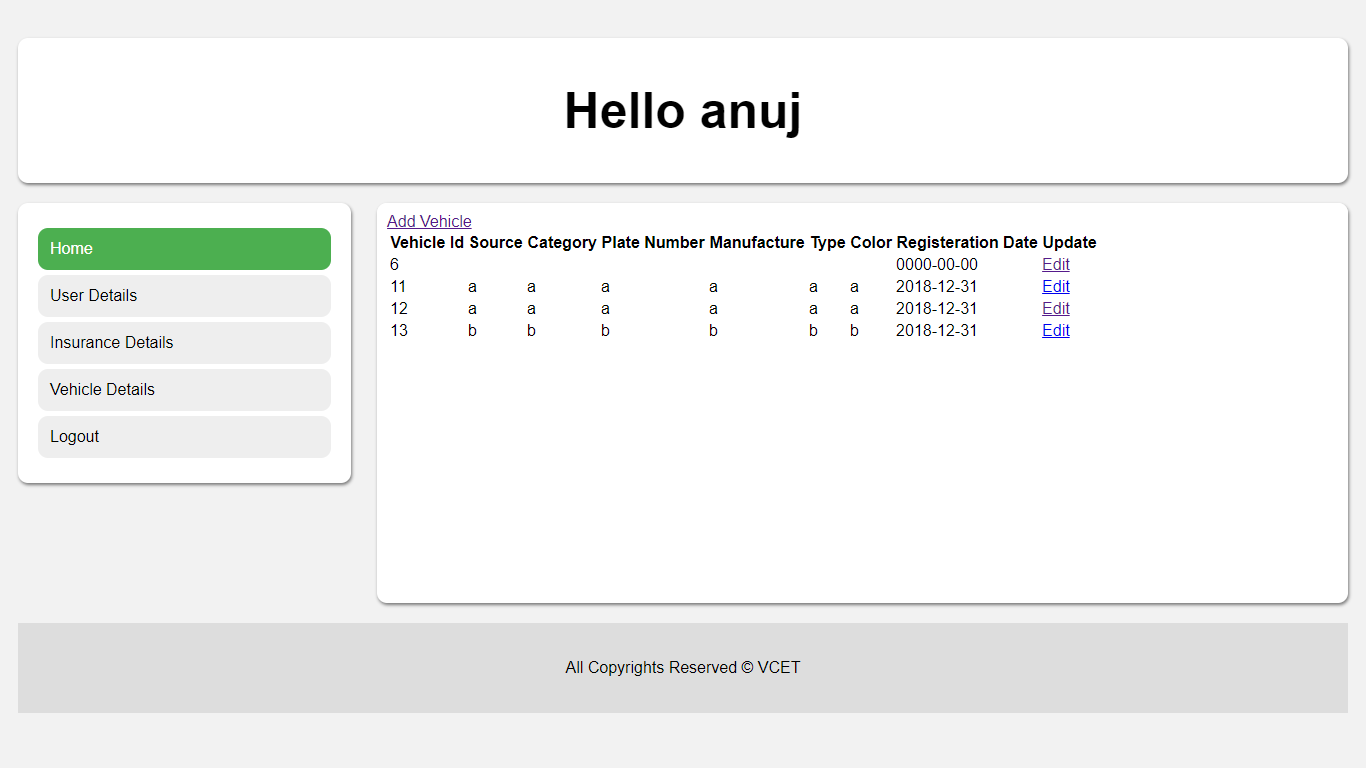 Hello anuj
Home
User Details
Insurance Details
Vehicle Details
Logout
Add Vehicle
Vehicle Id Source Category Plate Number Manufacture Type Color Registeration Date Update
6 0000-00-00 Edit
11 a a a a a a 2018-12-31 Edit
12 a a a a a a 2018-12-31 Edit
13 b b b b b b 2018-12-31 Edit
All Copyrights Reserved © VCET